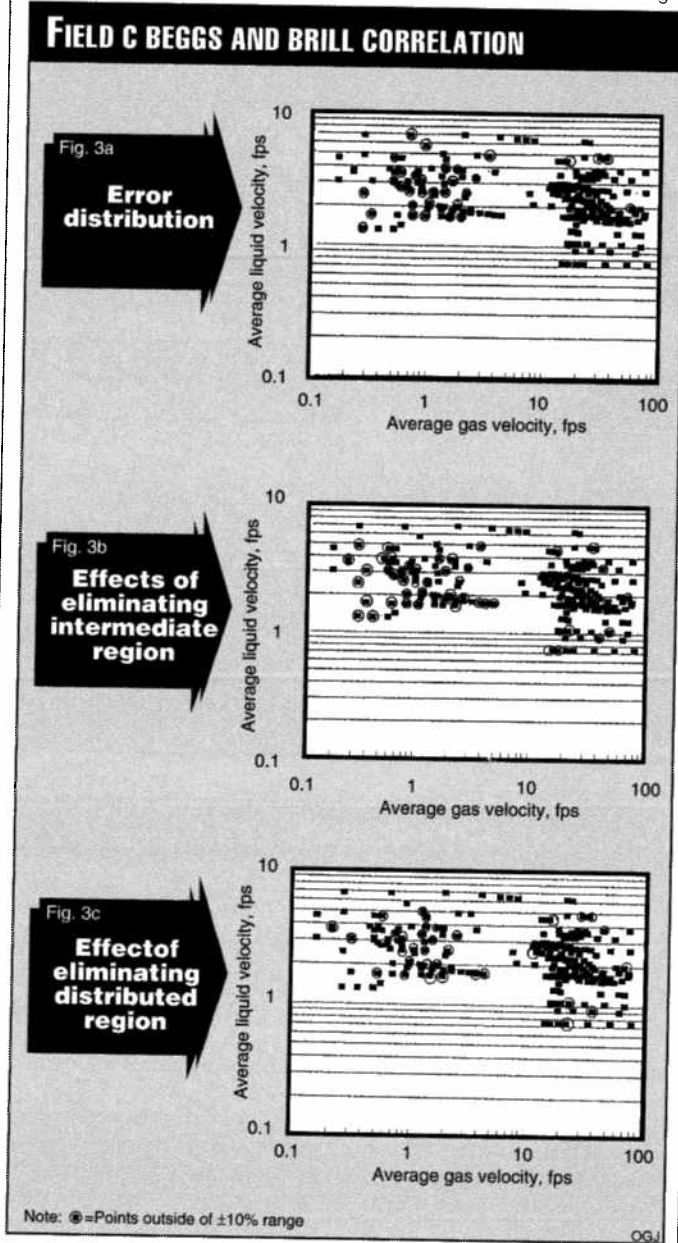 FIELD C BEGGS AND BRILL CORRELATION
Fig. 3a
Error
distribution
Average liquid velocity, fps
10
1
0.1
0.1 1 10 100
Average gas velocity, fps
Fig. 3b
Effects of
eliminating
intermediate
region
Average liquid velocity, fps
10
1
0.1
0.1 1 10 100
Average gas velocity, fps
Fig. 3c
Effectof
eliminating
distributed
region
Average liquid velocity, fps
10
1
0.1
0.1 1 10 100
Average gas velocity, fps
Note: ◉=Points outside of ±10% range
OGJ